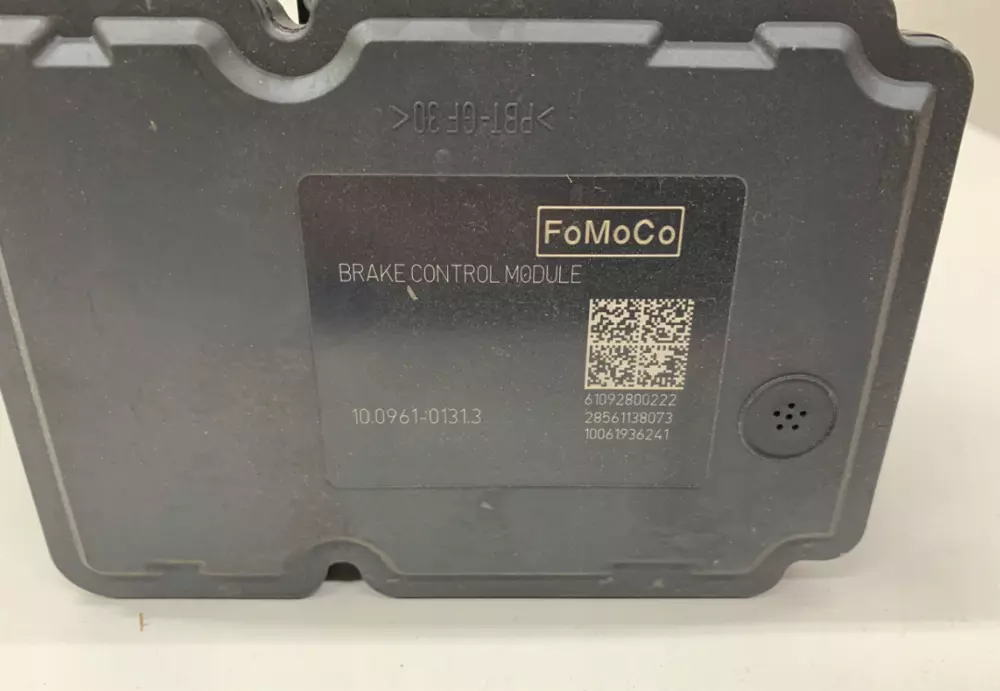 >PBT-GF30<
FoMoCo
BRAKE CONTROL MODULE
61092800222
10.0961-0131.3
28561138073
10061936241